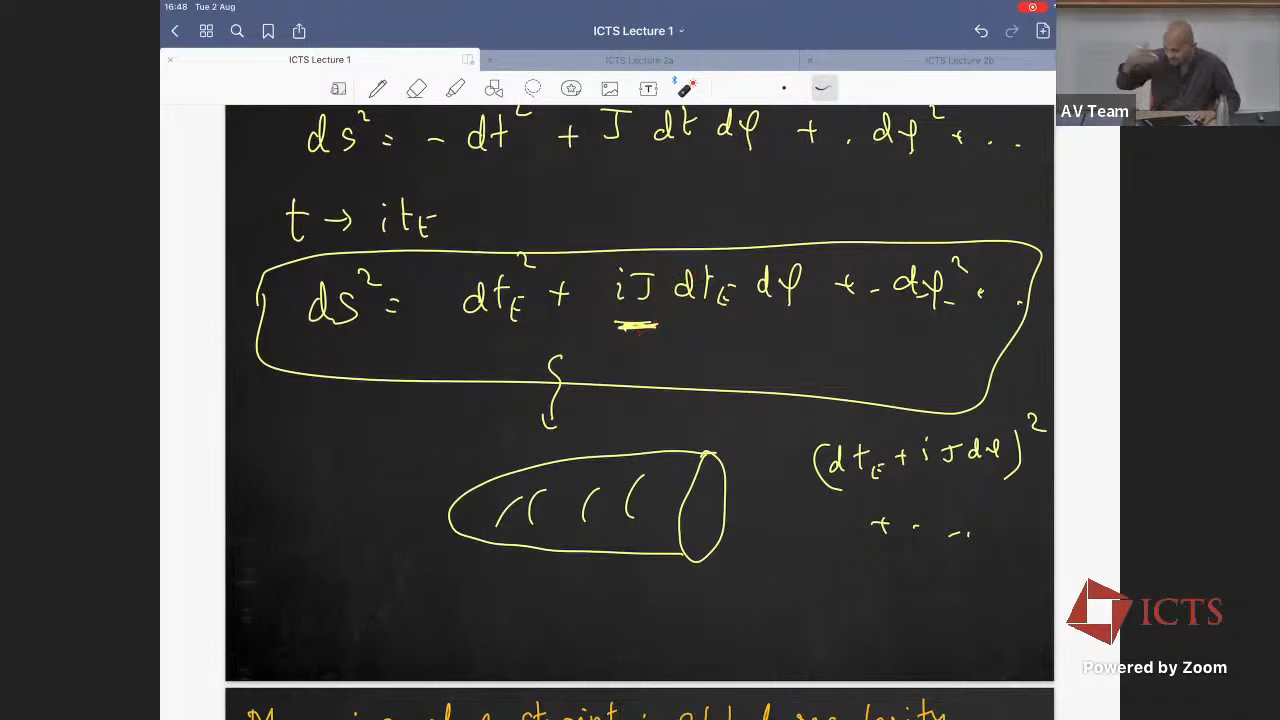 16:48 Tue 2 Aug
ICTS Lecture 1
ICTS Lecture 1
ICTS Lecture 2a
ICTS Lecture 2b
AV Team
ds² = - dt² + J dt dφ + . dφ² + ...
t → i t_E
ds² = dt_E² + iJ dt_E dφ + - dφ² . .
(dt_E + i J dφ)²
+ . ...
ICTS
Powered by Zoom